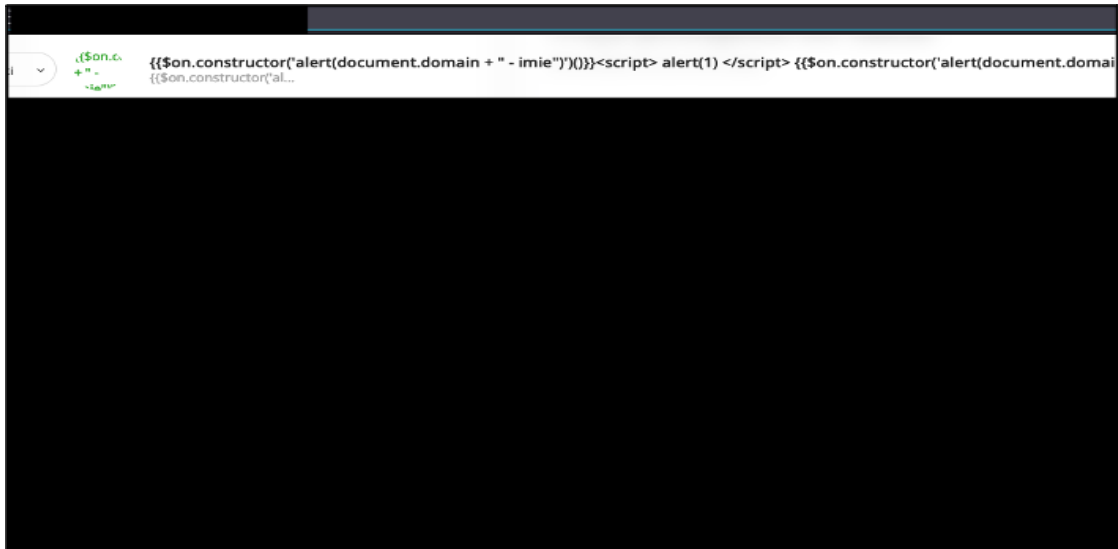 {{$on.constructor('alert(document.domain + " - imie")')()}}<script> alert(1) </script> {{$on.constructor('alert(document.domai
{{$on.constructor('al...
($on.c
+ " -